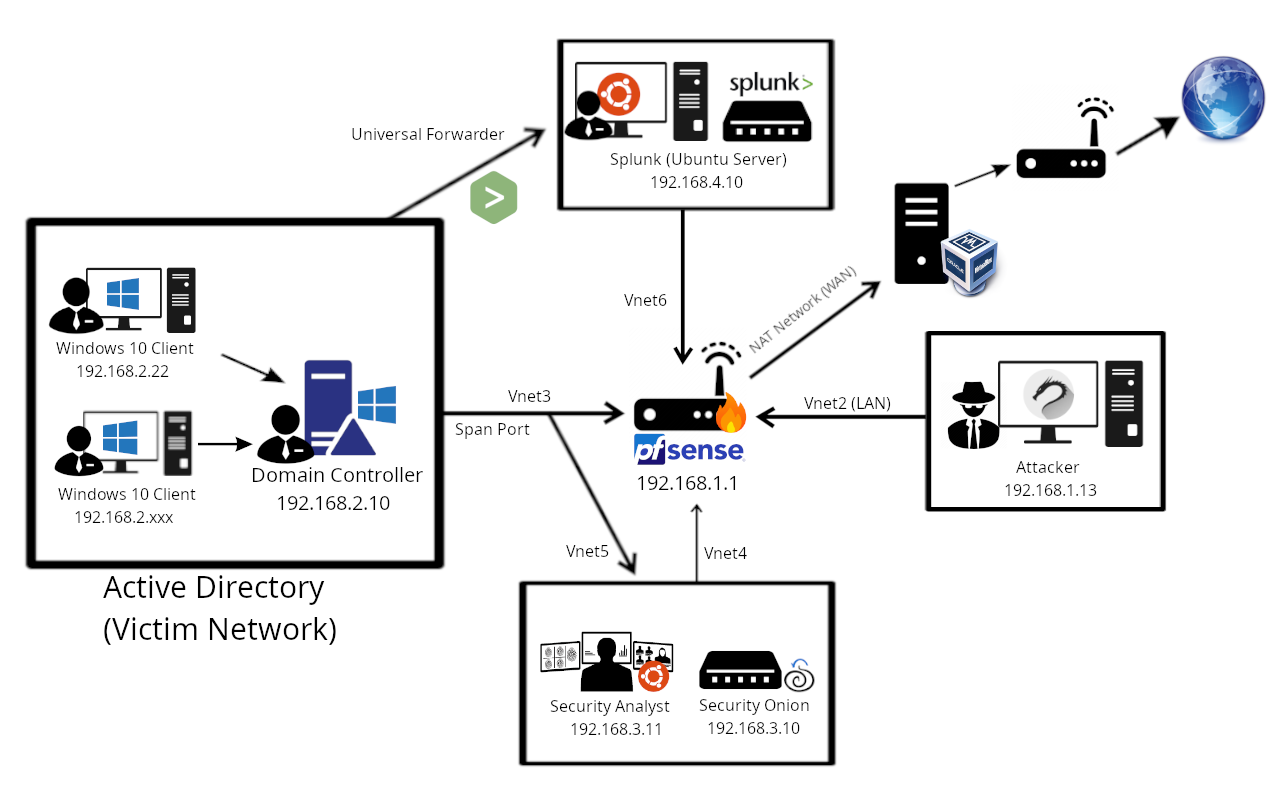 splunk>
Universal Forwarder
>
Splunk (Ubuntu Server)
192.168.4.10
Windows 10 Client
192.168.2.22
Windows 10 Client
192.168.2.xxx
Domain Controller
192.168.2.10
Active Directory
(Victim Network)
Vnet6
NAT Network (WAN)
Vnet3
Span Port
pfsense
192.168.1.1
Vnet2 (LAN)
Attacker
192.168.1.13
Vnet5
Vnet4
Security Analyst
192.168.3.11
Security Onion
192.168.3.10